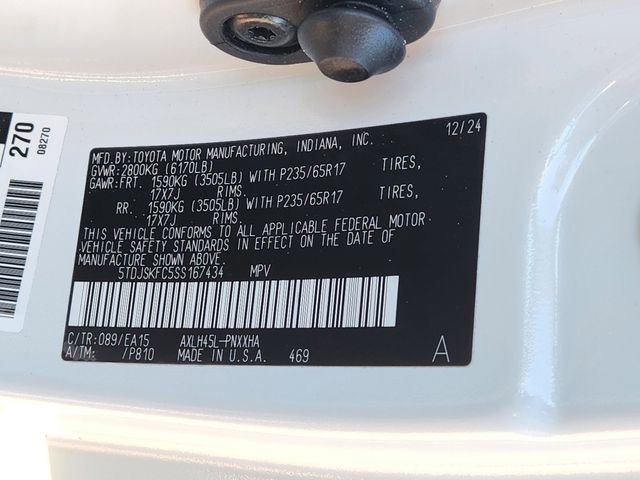 270
08270
12/24
MFD.BY: TOYOTA MOTOR MANUFACTURING, INDIANA, INC.
GVWR: 2800KG (6170LB)
GAWR: FRT. 1590KG (3505LB) WITH P235/65R17 TIRES,
17X7J RIMS.
RR. 1590KG (3505LB) WITH P235/65R17 TIRES,
17X7J RIMS.
THIS VEHICLE CONFORMS TO ALL APPLICABLE FEDERAL MOTOR
VEHICLE SAFETY STANDARDS IN EFFECT ON THE DATE OF
MANUFACTURE SHOWN ABOVE.
5TDJSKFC5SS167434 MPV
C/TR: 089/EA15 AXLH45L-PNXXHA
A/TM: /P810 MADE IN U.S.A. 469
A